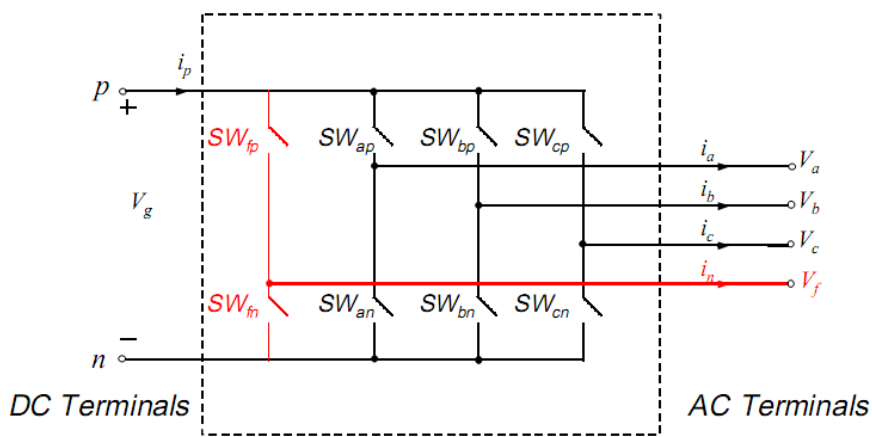 p
i_p
+
SW_fp
SW_ap
SW_bp
SW_cp
i_a
V_a
i_b
V_b
V_g
i_c
V_c
i_n
V_f
SW_fn
SW_an
SW_bn
SW_cn
−
n
DC Terminals
AC Terminals